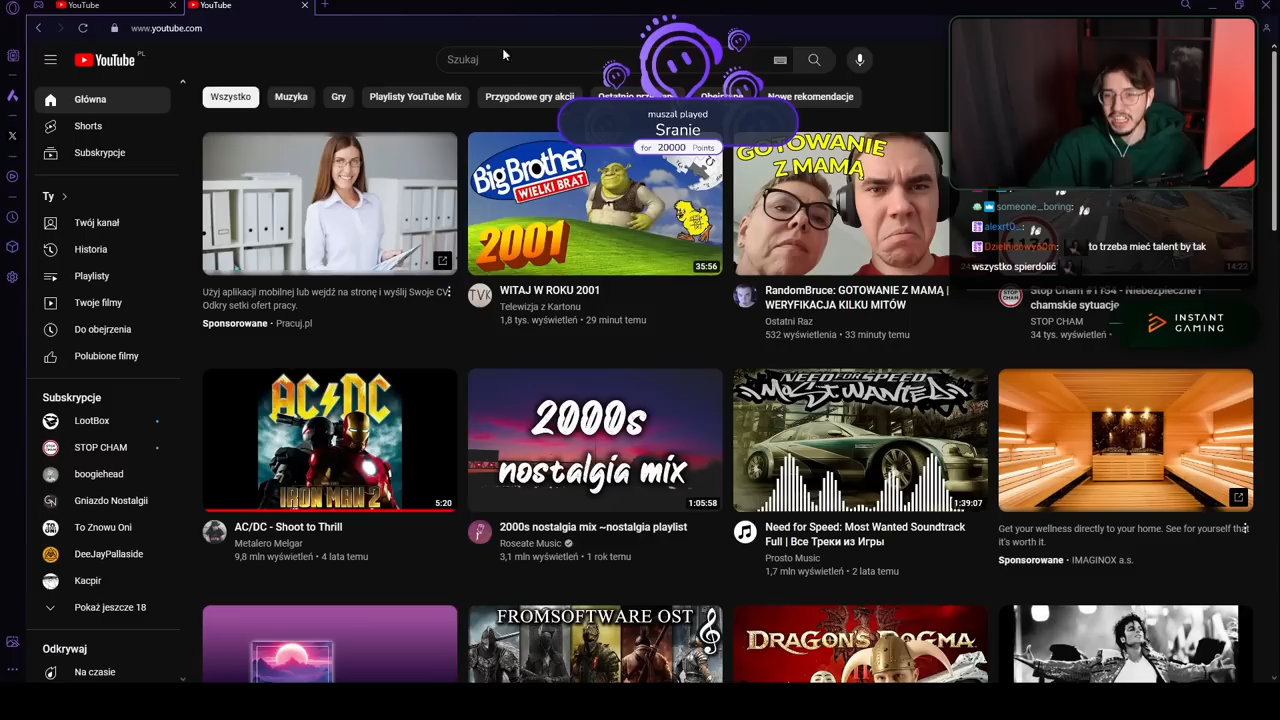 YouTube
YouTube
www.youtube.com
YouTube PL
Szukaj
Wszystko
Muzyka
Gry
Playlisty YouTube Mix
Przygodowe gry akcji
Nowe rekomendacje
muszal played
Sranie
for 20000 Points
Główna
Shorts
Subskrypcje
Ty
Twój kanał
Historia
Playlisty
Twoje filmy
Do obejrzenia
Polubione filmy
Subskrypcje
LootBox
STOP CHAM
boogiehead
Gniazdo Nostalgii
To Znowu Oni
DeeJayPallaside
Kacpir
Pokaż jeszcze 18
Odkrywaj
Na czasie
Użyj aplikacji mobilnej lub wejdź na stronę i wyślij Swoje CV.
Odkryj setki ofert pracy.
Sponsorowane • Pracuj.pl
Big Brother
WIELKI BRAT
2001
35:56
TVK
WITAJ W ROKU 2001
Telewizja z Kartonu
1,8 tys. wyświetleń • 29 minut temu
GOTOWANIE
Z MAMĄ
RandomBruce: GOTOWANIE Z MAMĄ |
WERYFIKACJA KILKU MITÓW
Ostatni Raz
532 wyświetlenia • 33 minuty temu
someone_boring:
to trzeba mieć talent by tak
wszystko spierdolić
14:22
STOP CHAM
Stop Cham #1154 - Niebezpieczne i
chamskie sytuacje
STOP CHAM
34 tys. wyświetleń •
INSTANT
GAMING
AC/DC
IRON MAN 2
5:20
AC/DC - Shoot to Thrill
Metalero Melgar
9,8 mln wyświetleń • 4 lata temu
2000s
nostalgia mix
1:05:58
2000s nostalgia mix ~nostalgia playlist
Roseate Music
3,1 mln wyświetleń • 1 rok temu
NEED FOR SPEED
MOST WANTED
1:39:07
Need for Speed: Most Wanted Soundtrack
Full | Все Треки из Игры
Prosto Music
1,7 mln wyświetleń • 2 lata temu
Get your wellness directly to your home. See for yourself that
it's worth it.
Sponsorowane • IMAGINOX a.s.
FROMSOFTWARE OST
DRAGON'S DOGMA